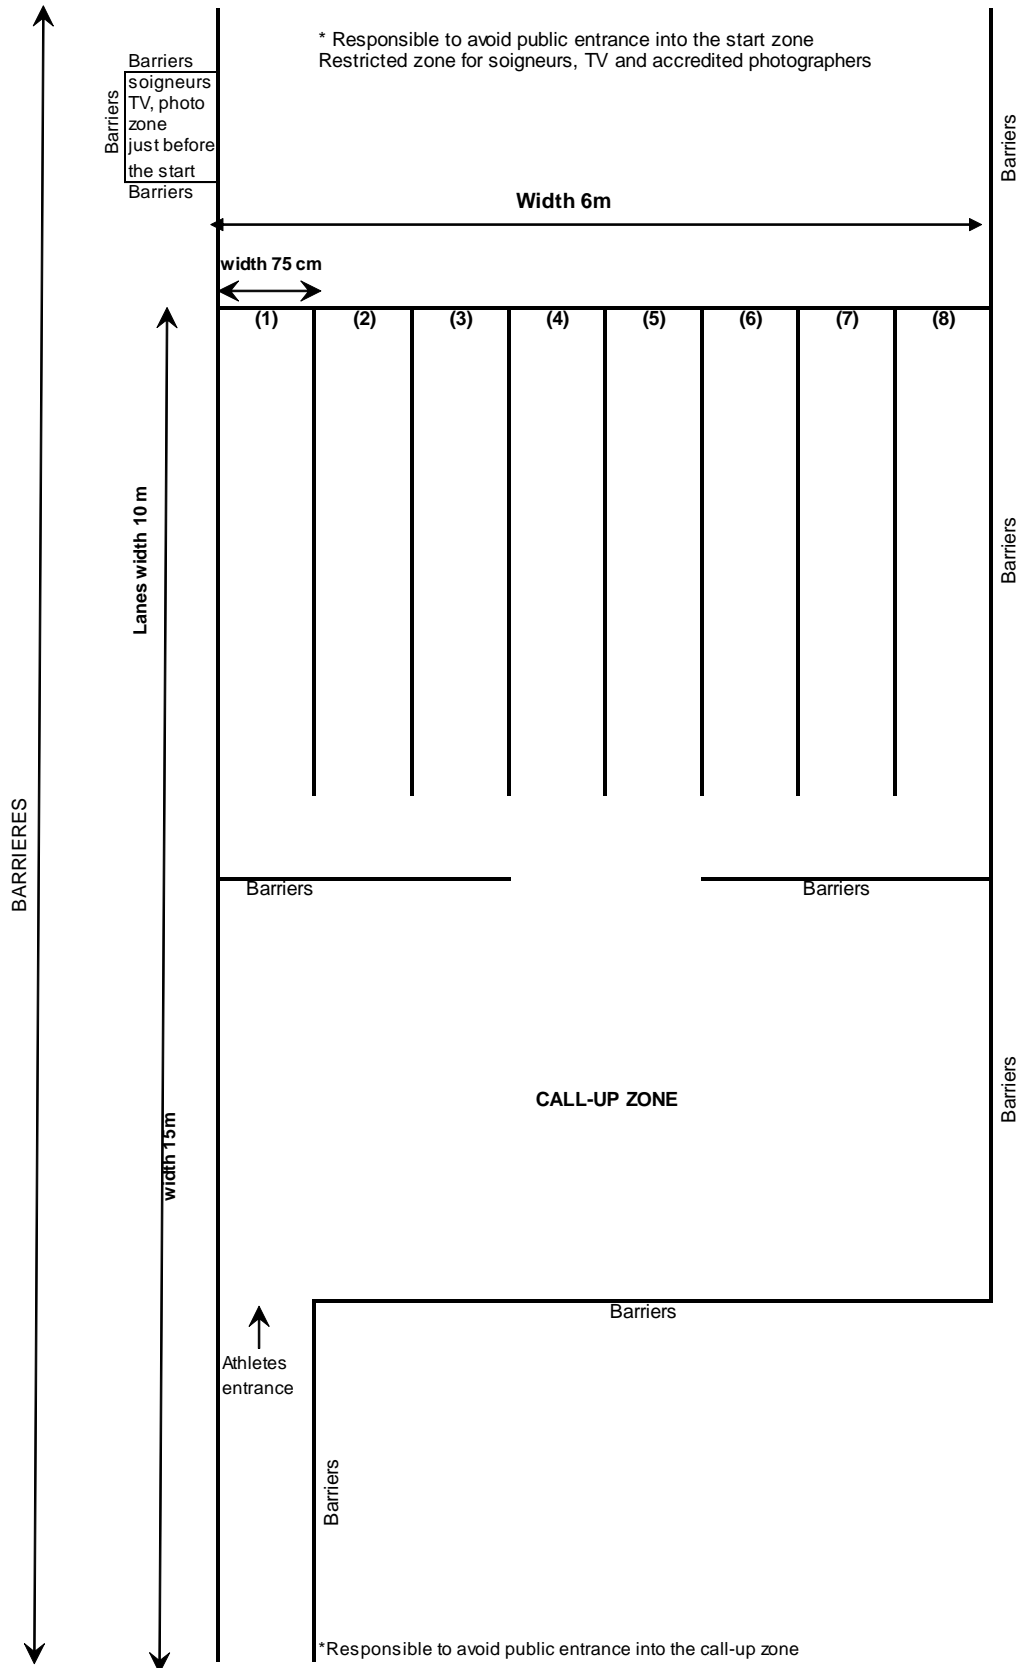 * Responsible to avoid public entrance into the start zone
Restricted zone for soigneurs, TV and accredited photographers
Barriers
Barriers
soigneurs
TV, photo
zone
just before
the start
Barriers
Barriers
Width 6m
width 75 cm
(1) (2) (3) (4) (5) (6) (7) (8)
Lanes width 10 m
Barriers
BARRIERES
Barriers
Barriers
CALL-UP ZONE
Barriers
width 15m
Barriers
Athletes
entrance
Barriers
*Responsible to avoid public entrance into the call-up zone